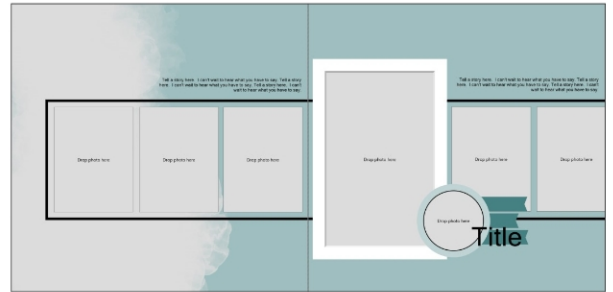 Tell a story here. I can't wait to hear what you have to say. Tell a story
here. I can't wait to hear what you have to say. Tell a story here. I can't
wait to hear what you have to say.
Drop photo here
Drop photo here
Drop photo here
Drop photo here
Tell a story here. I can't wait to hear what you have to say. Tell a story
here. I can't wait to hear what you have to say. Tell a story here. I can't
wait to hear what you have to say.
Drop photo here
Drop photo here
Drop photo here
Title